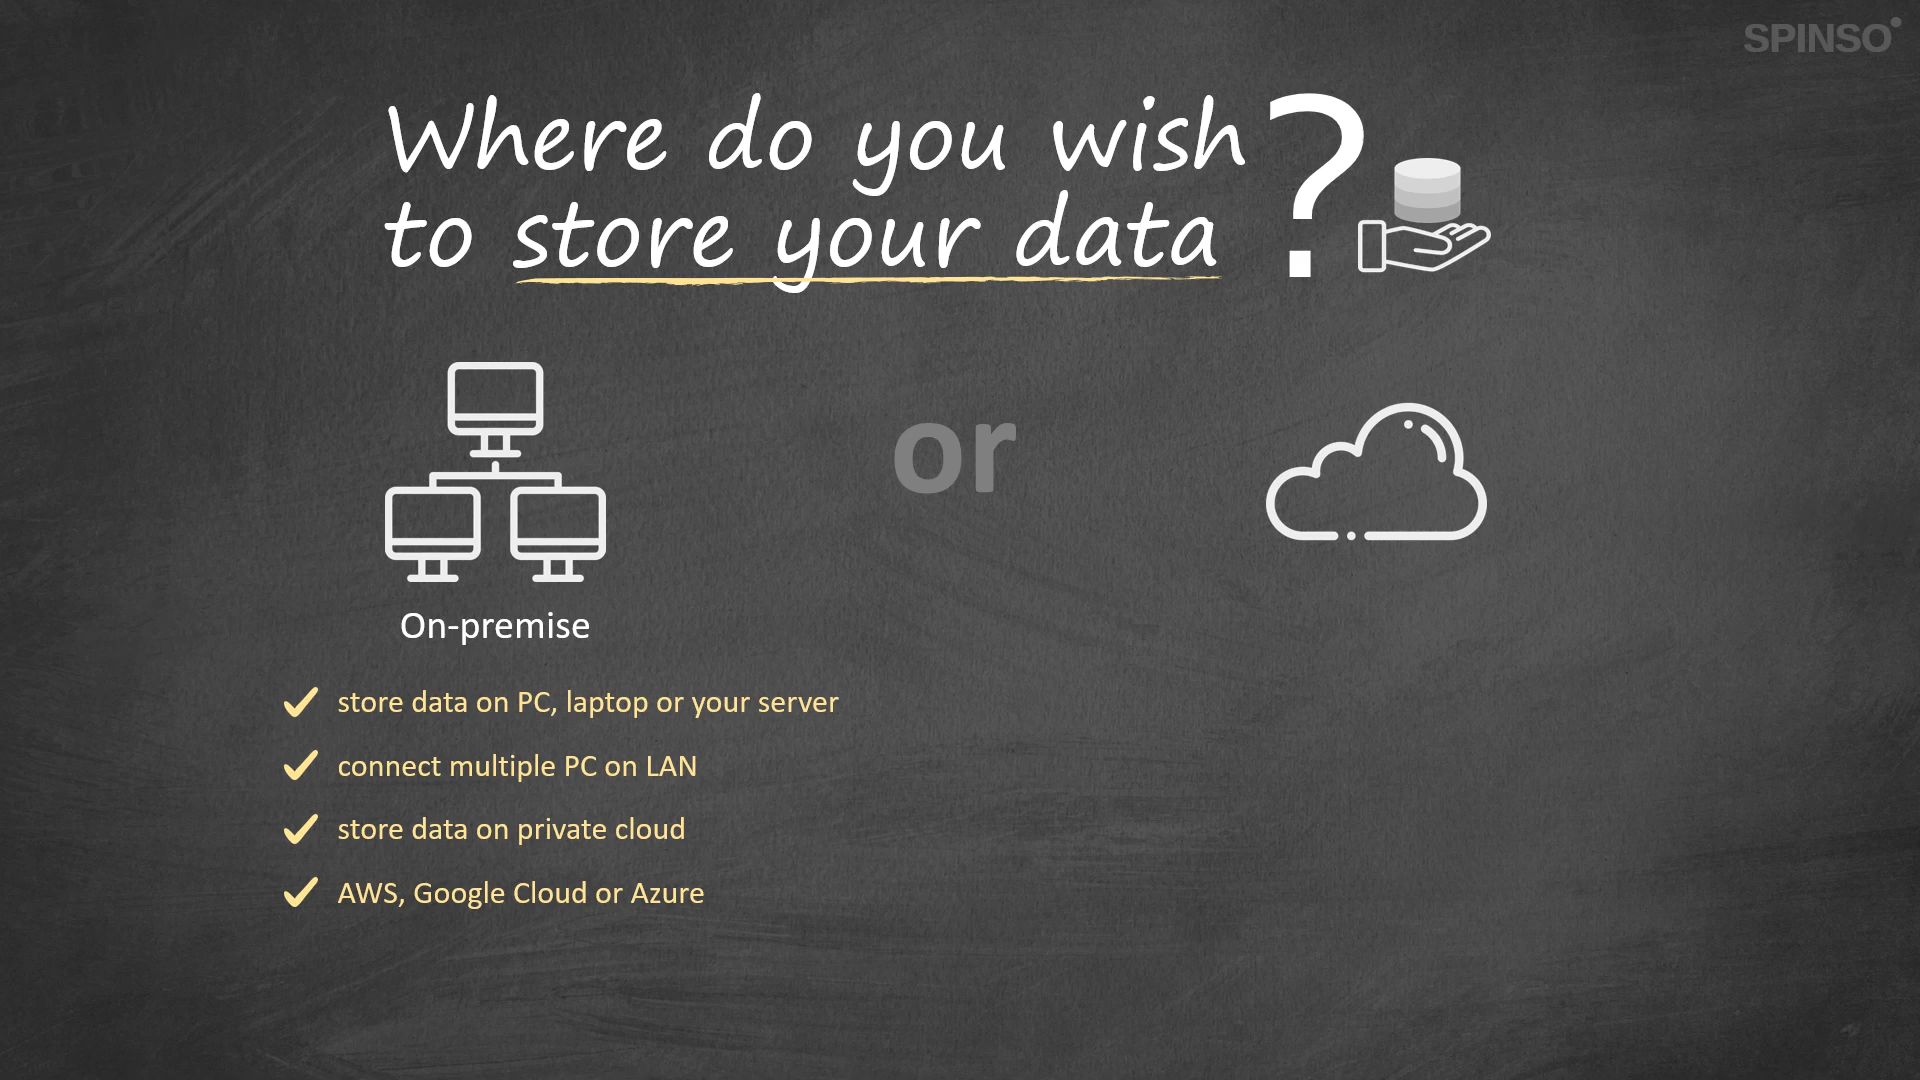 SPINSO
Where do you wish
to store your data
?
or
On-premise
store data on PC, laptop or your server
connect multiple PC on LAN
store data on private cloud
AWS, Google Cloud or Azure